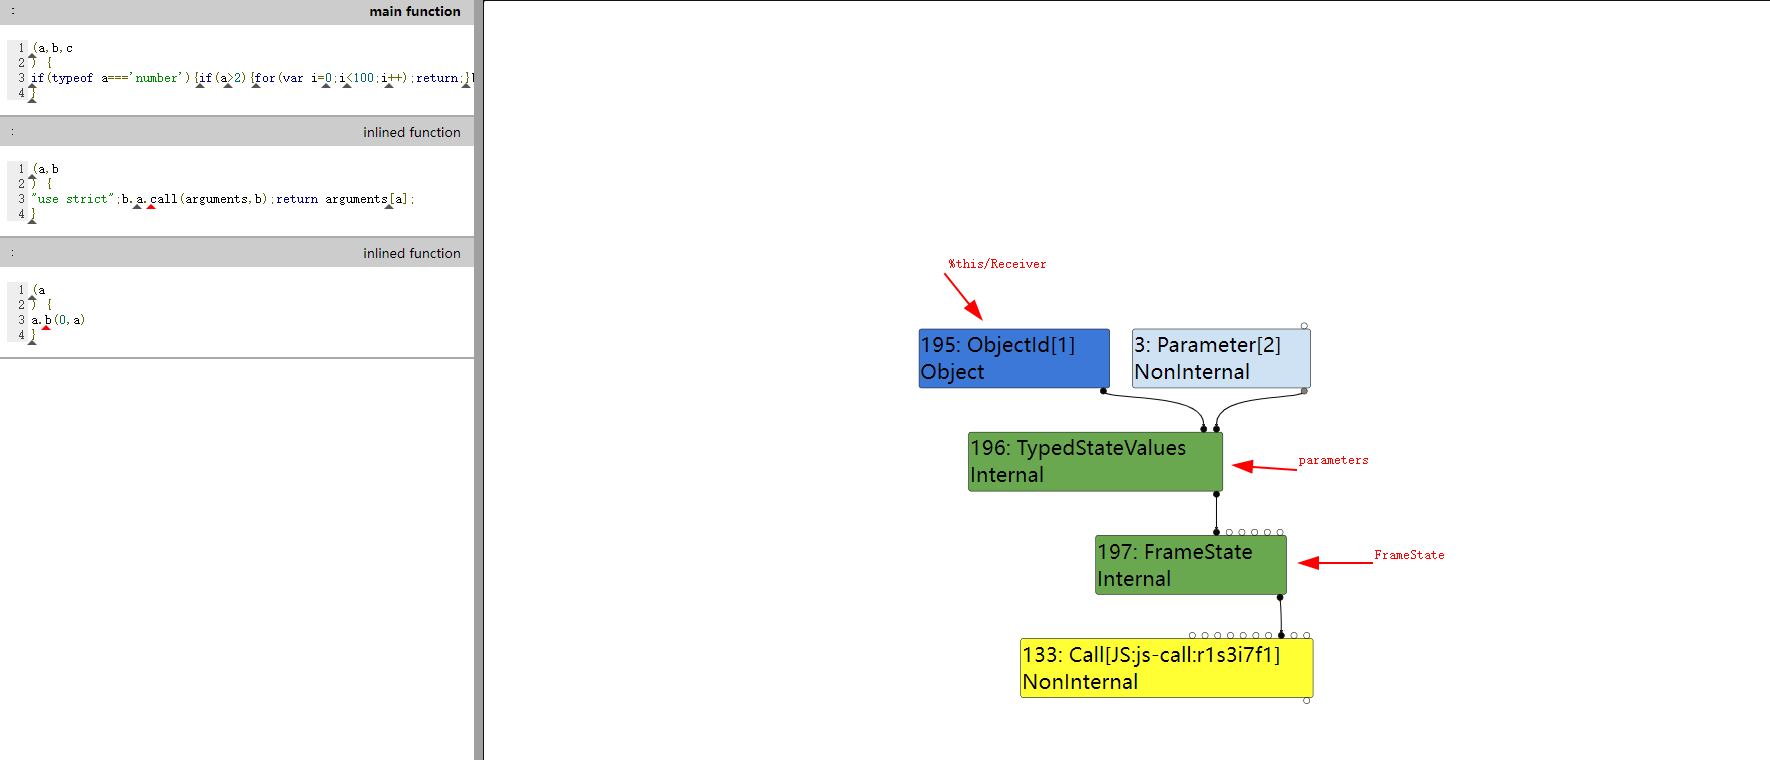 : main function
1 (a,b,c
2 ) {
3 if(typeof a==='number'){if(a>2){for(var i=0;i<100;i++);return;}
4 }
: inlined function
1 (a,b
2 ) {
3 "use strict";b.a.call(arguments,b);return arguments[a];
4 }
: inlined function
1 (a
2 ) {
3 a.b(0,a)
4 }
%this/Receiver
195: ObjectId[1]
Object
3: Parameter[2]
NonInternal
196: TypedStateValues
Internal
parameters
197: FrameState
Internal
FrameState
133: Call[JS:js-call:r1s3i7f1]
NonInternal